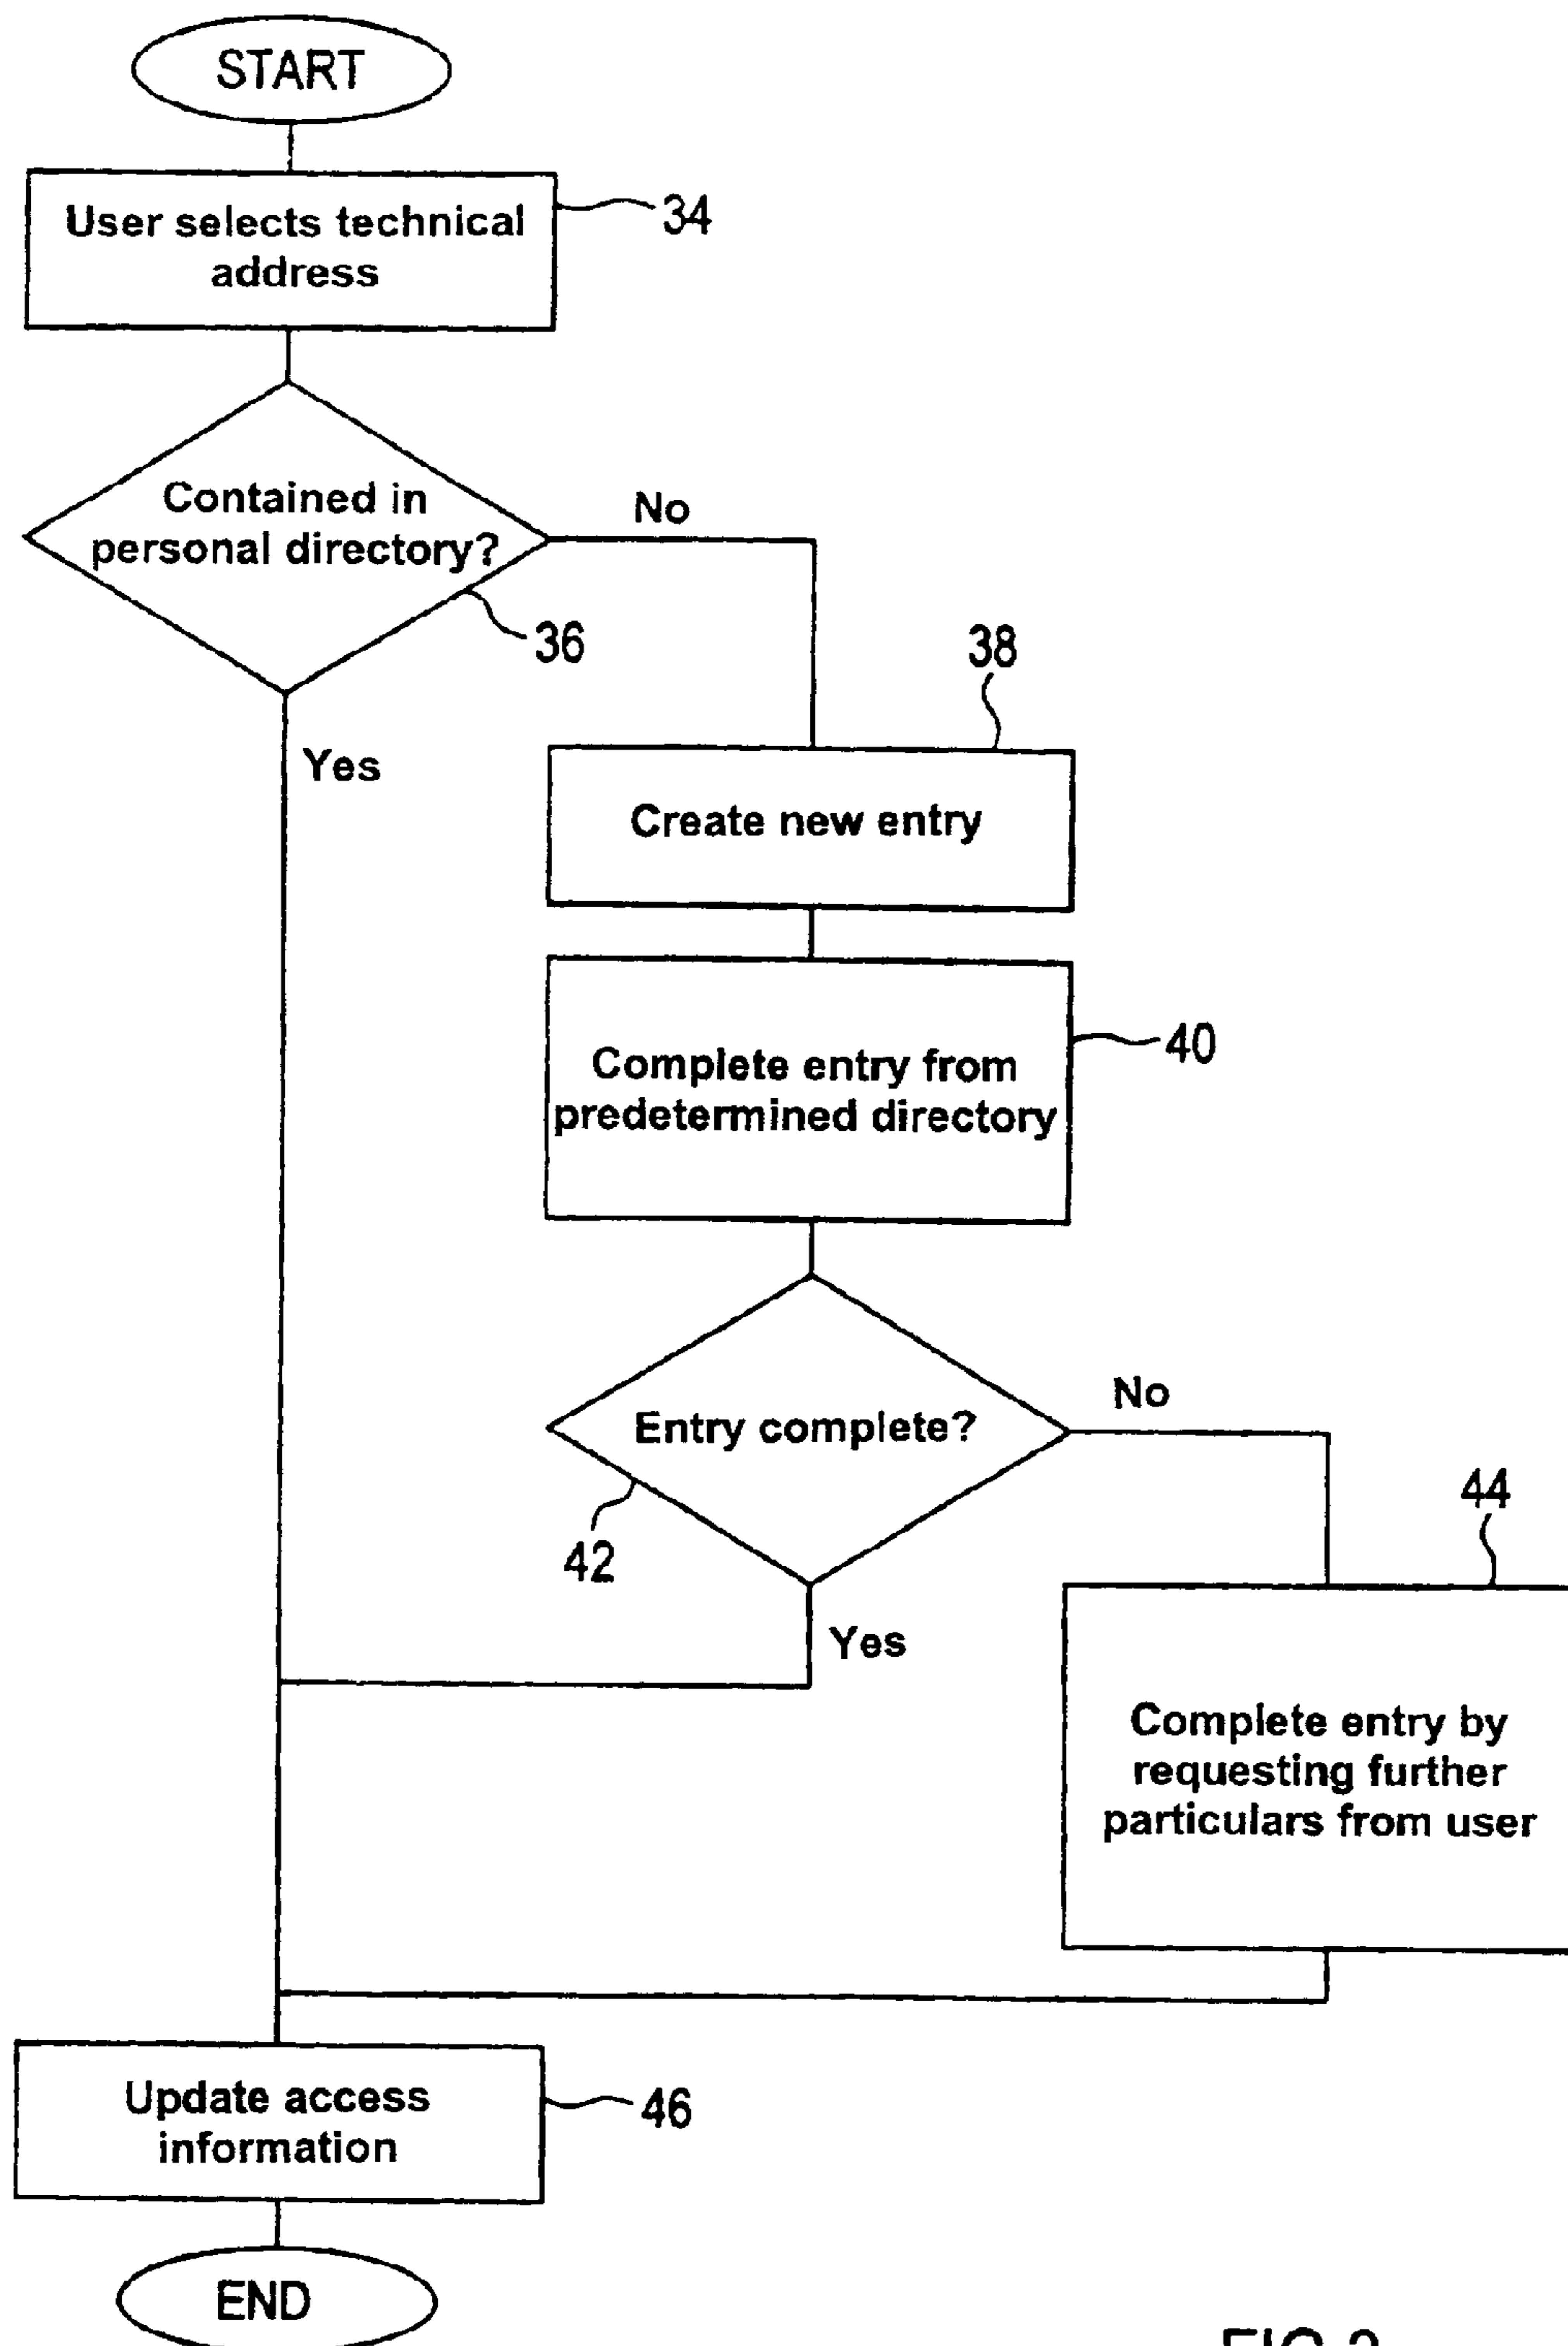 START
User selects technical
address
34
Contained in
personal directory?
No
36
38
Yes
Create new entry
Complete entry from
predetermined directory
40
Entry complete?
No
42
44
Yes
Complete entry by
requesting further
particulars from user
Update access
information
46
END